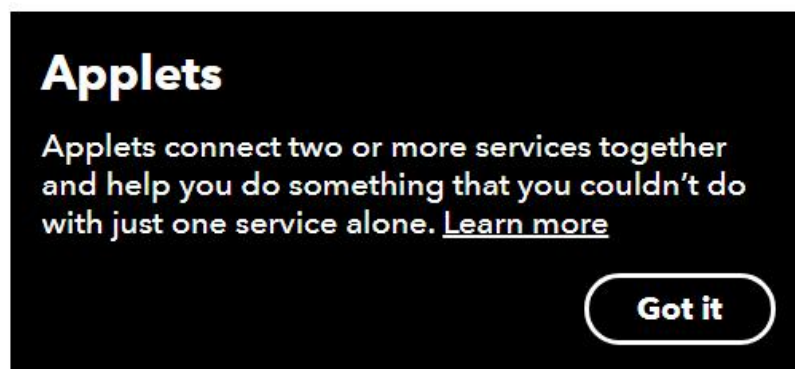 Applets
Applets connect two or more services together
and help you do something that you couldn’t do
with just one service alone. Learn more
Got it